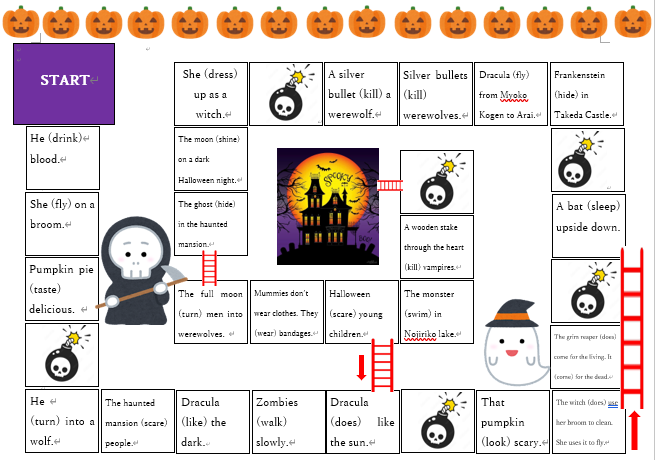 START
He (drink)
blood.
She (fly) on a
broom.
Pumpkin pie
(taste)
delicious.
He
(turn) into a
wolf.
The haunted
mansion (scare)
people.
Dracula
(like) the
dark.
Zombies
(walk)
slowly.
Dracula
(does) like
the sun.
That
pumpkin
(look) scary.
The witch (does) use
her broom to clean.
She uses it to fly.
The grim reaper (does)
come for the living. It
(come) for the dead.
A bat (sleep)
upside down.
Frankenstein
(hide) in
Takeda Castle.
Dracula (fly)
from Myoko
Kogen to Arai.
Silver bullets
(kill)
werewolves.
A silver
bullet (kill) a
werewolf.
She (dress)
up as a
witch.
The moon (shine)
on a dark
Halloween night.
The ghost (hide)
in the haunted
mansion.
The full moon
(turn) men into
werewolves.
Mummies don't
wear clothes. They
(wear) bandages.
Halloween
(scare) young
children.
The monster
(swim) in
Nojiriko lake.
A wooden stake
through the heart
(kill) vampires.
Spooky